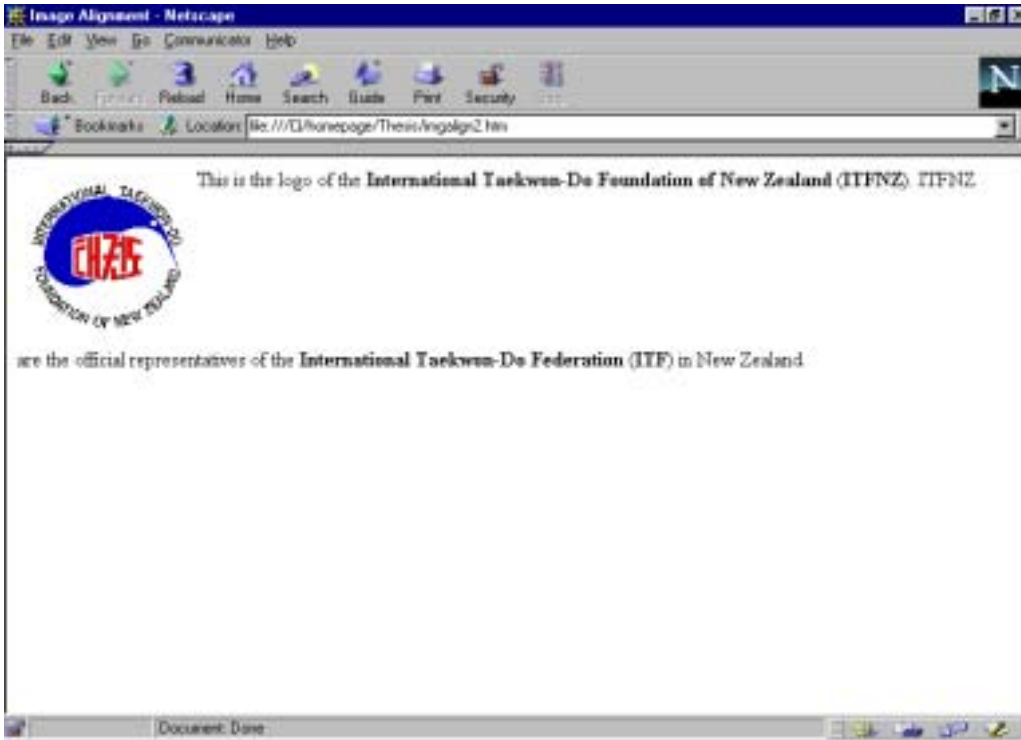 Image Alignment - Netscape
File Edit View Go Communicator Help
Back Forward Reload Home Search Guide Print Security Stop
Bookmarks Location: file:///C|/homepage/Thesis/imgalign2.htm
N
INTERNATIONAL TAEKWON-DO
FOUNDATION OF NEW ZEALAND
This is the logo of the International Taekwon-Do Foundation of New Zealand (ITFNZ). ITFNZ
are the official representatives of the International Taekwon-Do Federation (ITF) in New Zealand.
Document: Done